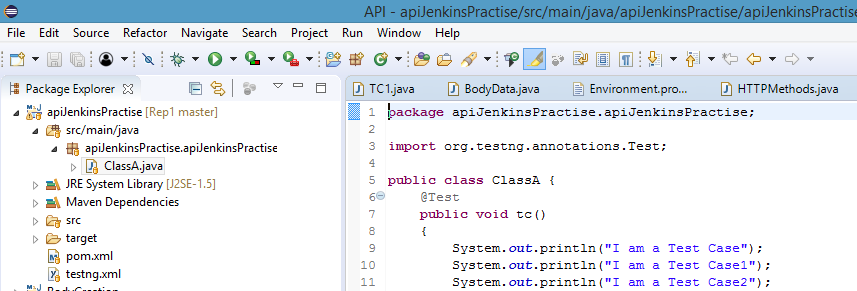 API - apiJenkinsPractise/src/main/java/apiJenkinsPractise/apiJenkinsPractise
File Edit Source Refactor Navigate Search Project Run Window Help
Package Explorer
TC1.java BodyData.java Environment.pro... HTTPMethods.java
apiJenkinsPractise [Rep1 master]
src/main/java
apiJenkinsPractise.apiJenkinsPractise
ClassA.java
JRE System Library [J2SE-1.5]
Maven Dependencies
src
target
pom.xml
testng.xml
1 package apiJenkinsPractise.apiJenkinsPractise;
2
3 import org.testng.annotations.Test;
4
5 public class ClassA {
6 @Test
7 public void tc()
8 {
9 System.out.println("I am a Test Case");
10 System.out.println("I am a Test Case1");
11 System.out.println("I am a Test Case2");